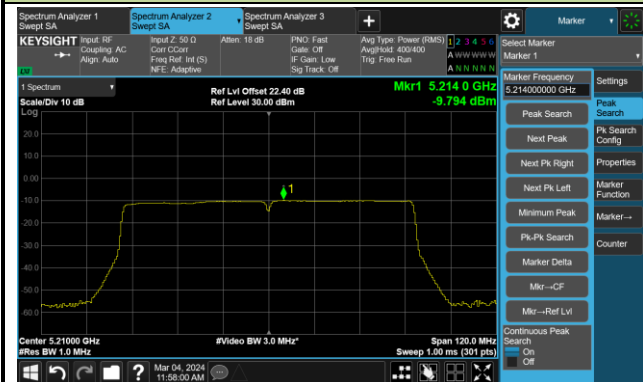 Spectrum Analyzer 1
Swept SA
Spectrum Analyzer 2
Swept SA
Spectrum Analyzer 3
Swept SA
Marker
KEYSIGHT
Input: RF
Coupling: AC
Align: Auto
Input Z: 50 Ω
Corr CCorr
Freq Ref: Int (S)
NFE: Adaptive
Atten: 18 dB
PNO: Fast
Gate: Off
IF Gain: Low
Sig Track: Off
Avg Type: Power (RMS)
Avg|Hold: 400/400
Trig: Free Run
1 2 3 4 5 6
A W W W W W
A N N N N N
LXI
Select Marker
Marker 1
1 Spectrum
Scale/Div 10 dB
Ref Lvl Offset 22.40 dB
Ref Level 30.00 dBm
Mkr1 5.214 0 GHz
-9.794 dBm
Log
20.0
10.0
0.00
-10.0
-20.0
-30.0
-40.0
-50.0
-60.0
1
Center 5.21000 GHz
#Res BW 1.0 MHz
#Video BW 3.0 MHz*
Span 120.0 MHz
Sweep 1.00 ms (301 pts)
Marker Frequency
5.214000000 GHz
Peak Search
Next Peak
Next Pk Right
Next Pk Left
Minimum Peak
Pk-Pk Search
Marker Delta
Mkr→CF
Mkr→Ref Lvl
Continuous Peak
Search
On
Off
Settings
Peak
Search
Pk Search
Config
Properties
Marker
Function
Marker→
Counter
?
Mar 04, 2024
11:58:00 AM